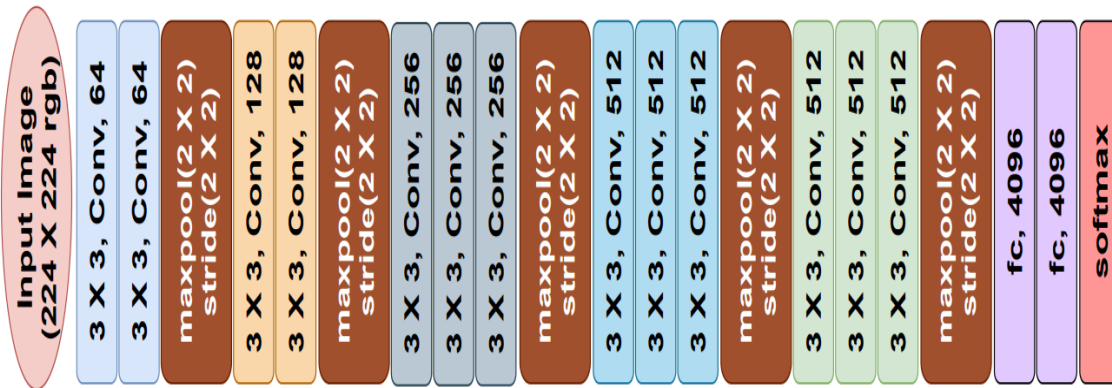 Input Image
(224 X 224 rgb)
3 X 3, Conv, 64
3 X 3, Conv, 64
maxpool(2 X 2)
stride(2 X 2)
3 X 3, Conv, 128
3 X 3, Conv, 128
maxpool(2 X 2)
stride(2 X 2)
3 X 3, Conv, 256
3 X 3, Conv, 256
3 X 3, Conv, 256
maxpool(2 X 2)
stride(2 X 2)
3 X 3, Conv, 512
3 X 3, Conv, 512
3 X 3, Conv, 512
maxpool(2 X 2)
stride(2 X 2)
3 X 3, Conv, 512
3 X 3, Conv, 512
3 X 3, Conv, 512
maxpool(2 X 2)
stride(2 X 2)
fc, 4096
fc, 4096
softmax